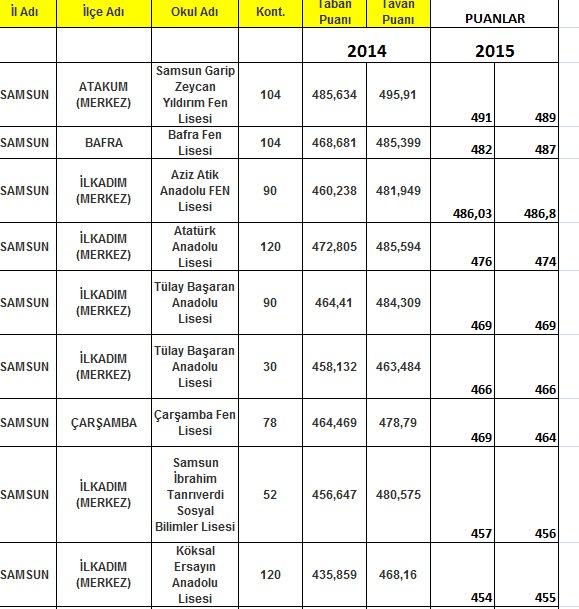 İl Adı İlçe Adı Okul Adı Kont. Taban Puanı Tavan Puanı PUANLAR
2014 2015
SAMSUN ATAKUM (MERKEZ) Samsun Garip Zeycan Yıldırım Fen Lisesi 104 485,634 495,91 491 489
SAMSUN BAFRA Bafra Fen Lisesi 104 468,681 485,399 482 487
SAMSUN İLKADIM (MERKEZ) Aziz Atik Anadolu FEN Lisesi 90 460,238 481,949 486,03 486,8
SAMSUN İLKADIM (MERKEZ) Atatürk Anadolu Lisesi 120 472,805 485,594 476 474
SAMSUN İLKADIM (MERKEZ) Tülay Başaran Anadolu Lisesi 90 464,41 484,309 469 469
SAMSUN İLKADIM (MERKEZ) Tülay Başaran Anadolu Lisesi 30 458,132 463,484 466 466
SAMSUN ÇARŞAMBA Çarşamba Fen Lisesi 78 464,469 478,79 469 464
SAMSUN İLKADIM (MERKEZ) Samsun İbrahim Tanrıverdi Sosyal Bilimler Lisesi 52 456,647 480,575 457 456
SAMSUN İLKADIM (MERKEZ) Köksal Ersayın Anadolu Lisesi 120 435,859 468,16 454 455